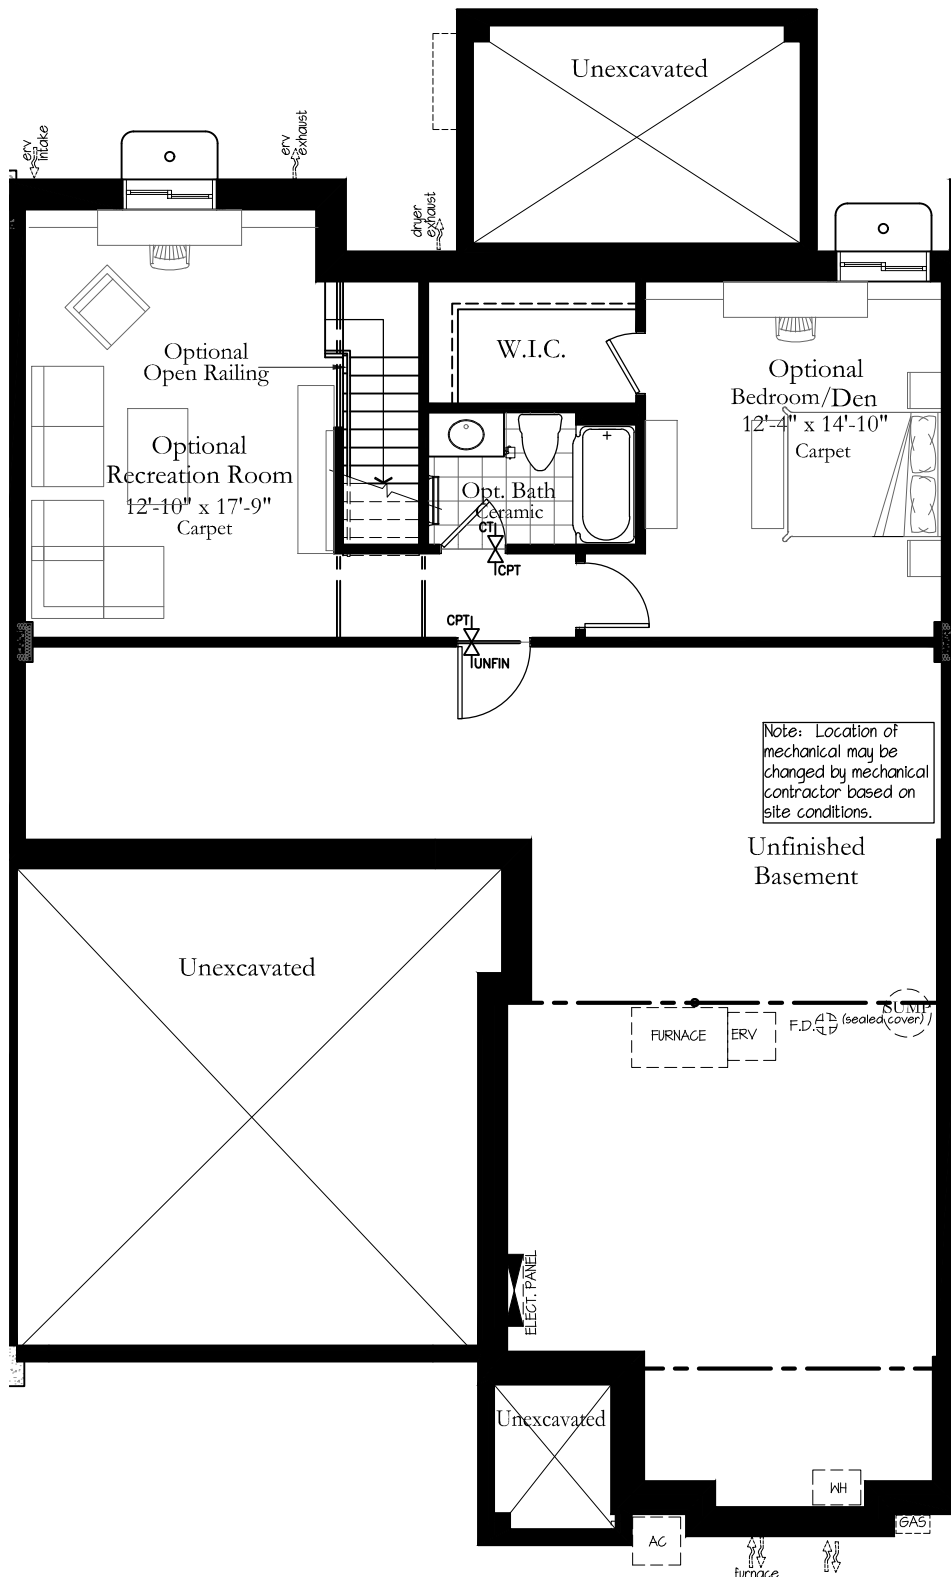 Unexcavated
erv
intake
erv
exhaust
dryer
exhaust
W.I.C.
Optional
Open Railing
Optional
Bedroom/Den
12'-4" x 14'-10"
Carpet
Optional
Recreation Room
12'-10" x 17'-9"
Carpet
Opt. Bath
Ceramic
CT
CPT
CPT
UNFIN
Note: Location of
mechanical may be
changed by mechanical
contractor based on
site conditions.
Unfinished
Basement
Unexcavated
FURNACE
ERV
F.D.
(sealed cover)
SUMP
ELECT. PANEL
Unexcavated
WH
GAS
AC
furnace